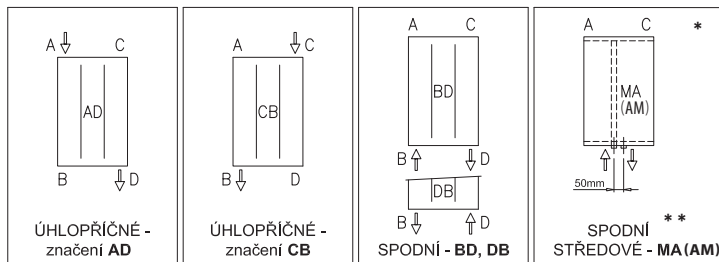 A C
AD
B D
ÚHLOPŘÍČNÉ -
značení AD
A C
CB
B D
ÚHLOPŘÍČNÉ -
značení CB
A C
BD
B D
DB
B D
SPODNÍ - BD, DB
A C *
MA
(AM)
50mm
**
SPODNÍ
STŘEDOVÉ - MA(AM)